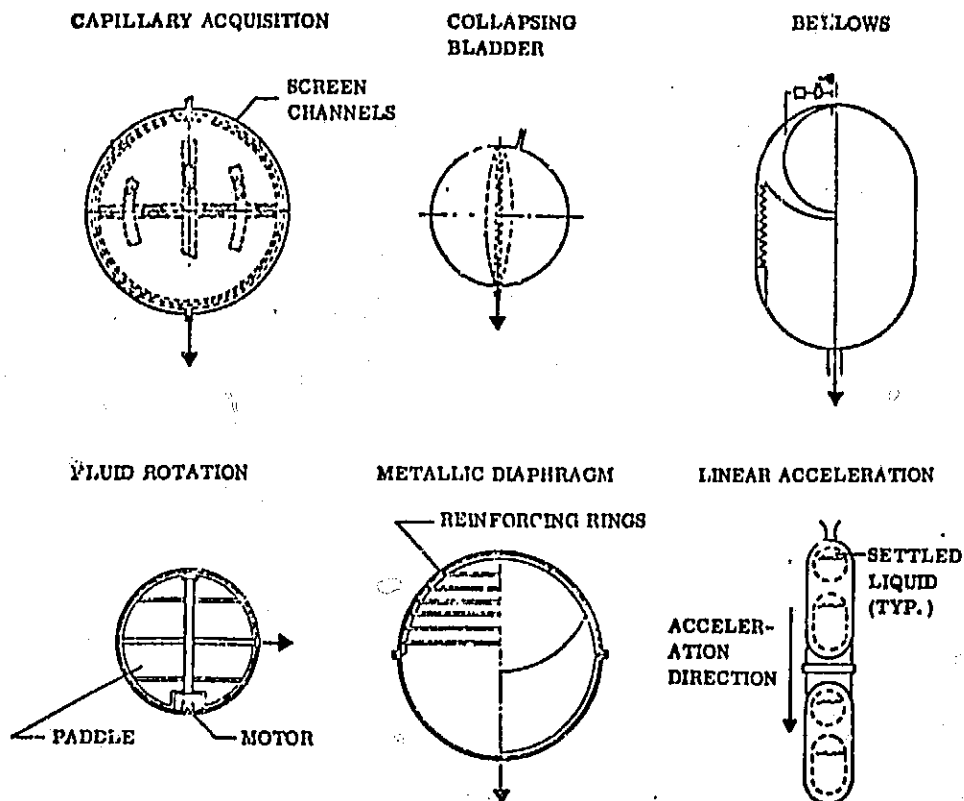 CAPILLARY ACQUISITION
COLLAPSING
BLADDER
BELLOWS
SCREEN
CHANNELS
FLUID ROTATION
METALLIC DIAPHRAGM
LINEAR ACCELERATION
REINFORCING RINGS
SETTLED
LIQUID
(TYP.)
ACCELER-
ATION
DIRECTION
PADDLE
MOTOR